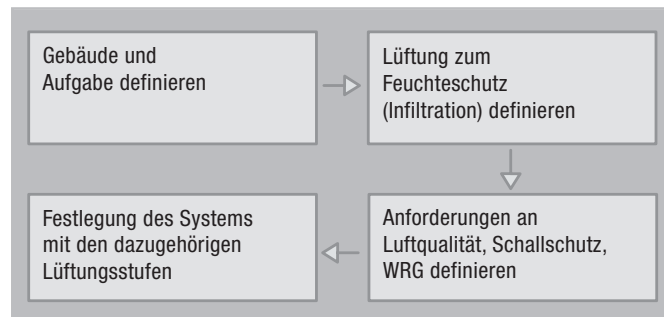 Gebäude und
Aufgabe definieren
Lüftung zum
Feuchteschutz
(Infiltration) definieren
Anforderungen an
Luftqualität, Schallschutz,
WRG definieren
Festlegung des Systems
mit den dazugehörigen
Lüftungsstufen